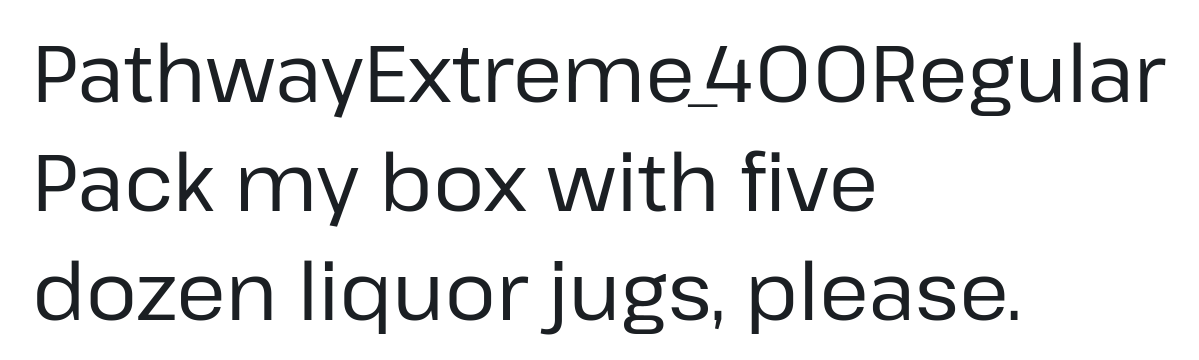 PathwayExtreme_400Regular
Pack my box with five
dozen liquor jugs, please.